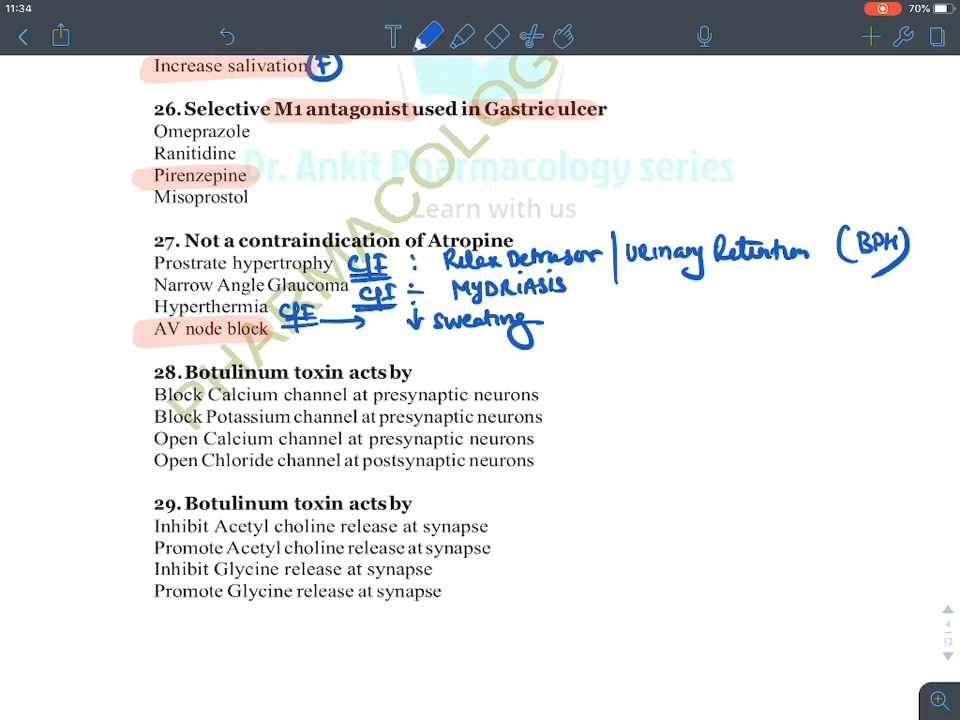 11:34
70%
T
Increase salivation F
26. Selective M1 antagonist used in Gastric ulcer
Omeprazole
Ranitidine
Dr. Ankit Pharmacology series
Pirenzepine
Misoprostol
Learn with us
PHARMACOLOG
27. Not a contraindication of Atropine
Prostrate hypertrophy C/I : Relax Detrusor | Urinary Retention (BPH)
Narrow Angle Glaucoma C/I – MYDRIASIS
Hyperthermia C/I → ↓ sweating
AV node block
28. Botulinum toxin acts by
Block Calcium channel at presynaptic neurons
Block Potassium channel at presynaptic neurons
Open Calcium channel at presynaptic neurons
Open Chloride channel at postsynaptic neurons
29. Botulinum toxin acts by
Inhibit Acetyl choline release at synapse
Promote Acetyl choline release at synapse
Inhibit Glycine release at synapse
Promote Glycine release at synapse
4
12